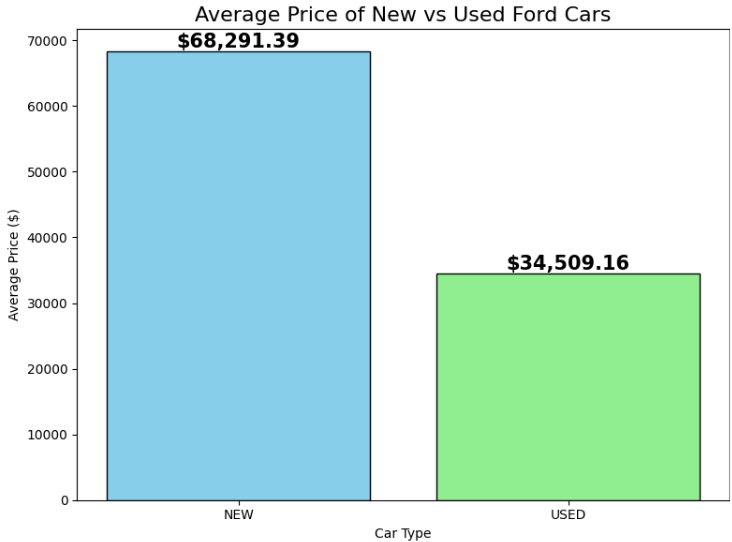 Average Price of New vs Used Ford Cars
70000
$68,291.39
60000
50000
40000
$34,509.16
30000
20000
10000
0
Average Price ($)
NEW
USED
Car Type